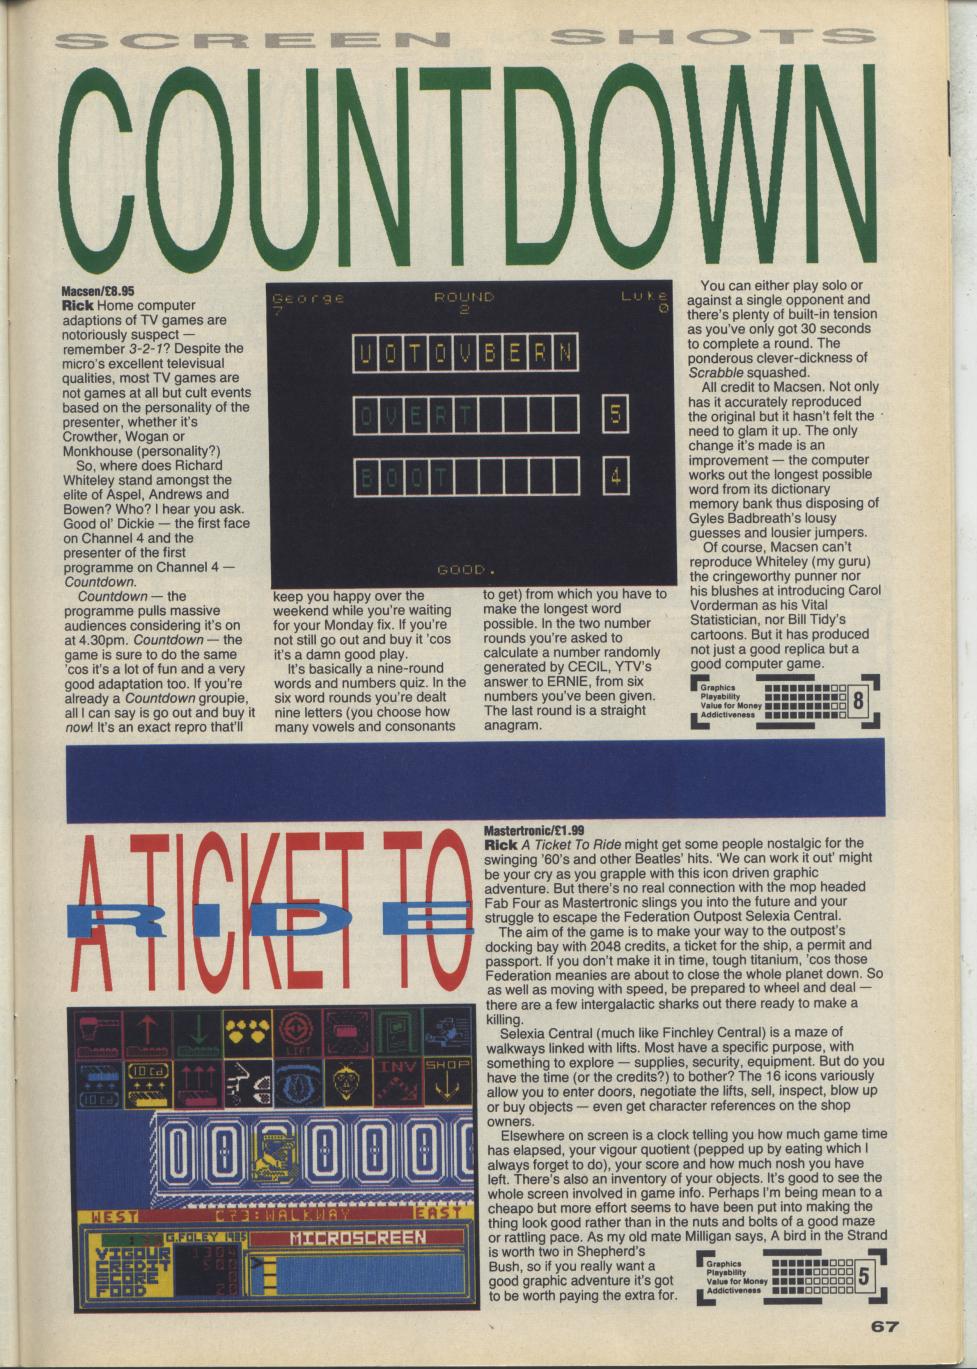 SCREEN SHOTS
COUNTDOWN
Macsen/£8.95
Rick Home computer
adaptions of TV games are
notoriously suspect —
remember 3-2-1? Despite the
micro's excellent televisual
qualities, most TV games are
not games at all but cult events
based on the personality of the
presenter, whether it's
Crowther, Wogan or
Monkhouse (personality?)
So, where does Richard
Whiteley stand amongst the
elite of Aspel, Andrews and
Bowen? Who? I hear you ask.
Good ol' Dickie — the first face
on Channel 4 and the
presenter of the first
programme on Channel 4 —
Countdown.
Countdown — the
programme pulls massive
audiences considering it's on
at 4.30pm. Countdown — the
game is sure to do the same
'cos it's a lot of fun and a very
good adaptation too. If you're
already a Countdown groupie,
all I can say is go out and buy it
now! It's an exact repro that'll
George ROUND Luke
7 2 0
UOTOVBERN
OVERT 5
BOOT 4
GOOD.
keep you happy over the
weekend while you're waiting
for your Monday fix. If you're
not still go out and buy it 'cos
it's a damn good play.
It's basically a nine-round
words and numbers quiz. In the
six word rounds you're dealt
nine letters (you choose how
many vowels and consonants
to get) from which you have to
make the longest word
possible. In the two number
rounds you're asked to
calculate a number randomly
generated by CECIL, YTV's
answer to ERNIE, from six
numbers you've been given.
The last round is a straight
anagram.
You can either play solo or
against a single opponent and
there's plenty of built-in tension
as you've only got 30 seconds
to complete a round. The
ponderous clever-dickness of
Scrabble squashed.
All credit to Macsen. Not only
has it accurately reproduced
the original but it hasn't felt the
need to glam it up. The only
change it's made is an
improvement — the computer
works out the longest possible
word from its dictionary
memory bank thus disposing of
Gyles Badbreath's lousy
guesses and lousier jumpers.
Of course, Macsen can't
reproduce Whiteley (my guru)
the cringeworthy punner nor
his blushes at introducing Carol
Vorderman as his Vital
Statistician, nor Bill Tidy's
cartoons. But it has produced
not just a good replica but a
good computer game.
Graphics
Playability
Value for Money
Addictiveness
8
A TICKET TO
RIDE
Mastertronic/£1.99
Rick A Ticket To Ride might get some people nostalgic for the
swinging '60's and other Beatles' hits. 'We can work it out' might
be your cry as you grapple with this icon driven graphic
adventure. But there's no real connection with the mop headed
Fab Four as Mastertronic slings you into the future and your
struggle to escape the Federation Outpost Selexia Central.
The aim of the game is to make your way to the outpost's
docking bay with 2048 credits, a ticket for the ship, a permit and
passport. If you don't make it in time, tough titanium, 'cos those
Federation meanies are about to close the whole planet down. So
as well as moving with speed, be prepared to wheel and deal —
there are a few intergalactic sharks out there ready to make a
killing.
Selexia Central (much like Finchley Central) is a maze of
walkways linked with lifts. Most have a specific purpose, with
something to explore — supplies, security, equipment. But do you
have the time (or the credits?) to bother? The 16 icons variously
allow you to enter doors, negotiate the lifts, sell, inspect, blow up
or buy objects — even get character references on the shop
owners.
Elsewhere on screen is a clock telling you how much game time
has elapsed, your vigour quotient (pepped up by eating which I
always forget to do), your score and how much nosh you have
left. There's also an inventory of your objects. It's good to see the
whole screen involved in game info. Perhaps I'm being mean to a
cheapo but more effort seems to have been put into making the
thing look good rather than in the nuts and bolts of a good maze
or rattling pace. As my old mate Milligan says, A bird in the Strand
is worth two in Shepherd's
Bush, so if you really want a
good graphic adventure it's got
to be worth paying the extra for.
LIFT
10 cd
10 cd
INV
SHOP
WEST C73:WALKWAY EAST
G.FOLEY 1985
MICROSCREEN
VIGOUR 1304
CREDIT 500
SCORE 0
FOOD 20
Graphics
Playability
Value for Money
Addictiveness
5
67